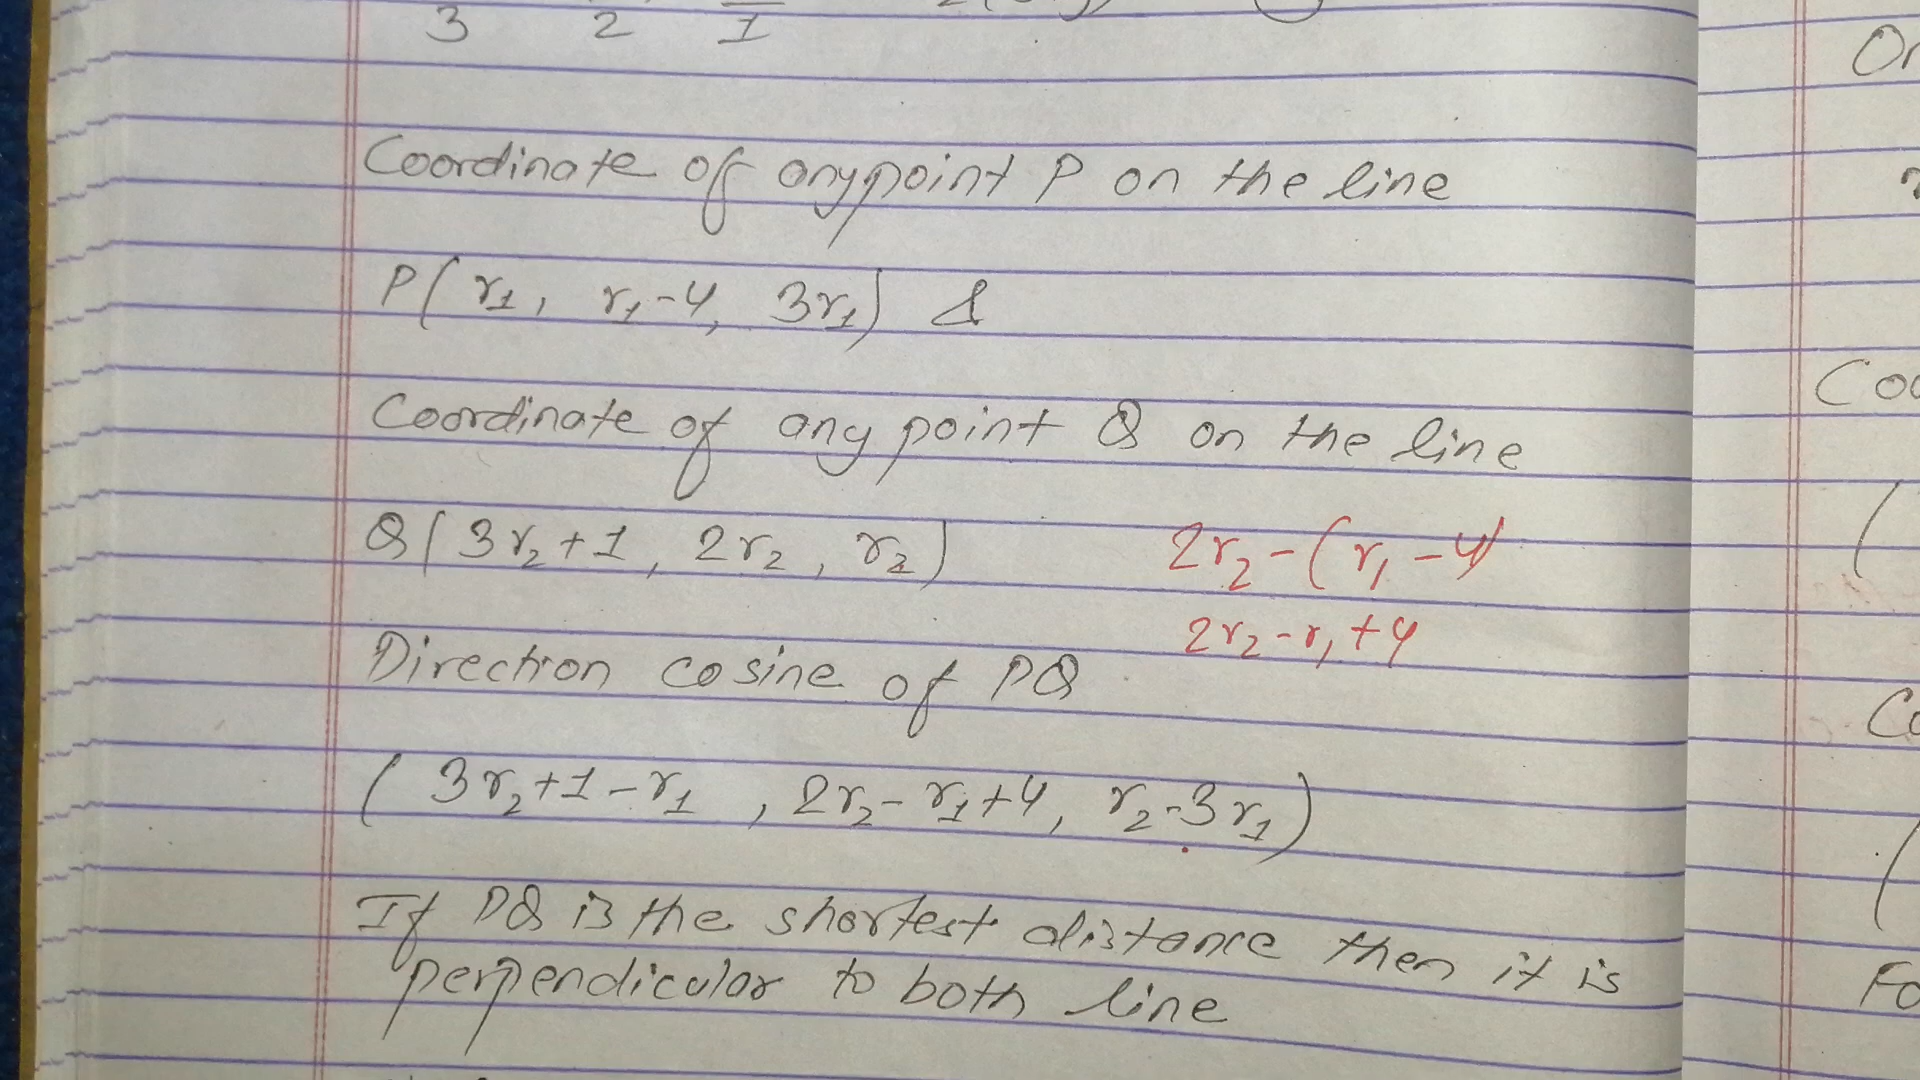 3 2 1
Coordinate of any point P on the line
P( r₁, r₁-4, 3r₁) &
Coordinate of any point Q on the line
Q( 3r₂+1, 2r₂, r₂)
2r₂-(r₁-4)
2r₂-r₁+4
Direction cosine of PQ
( 3r₂+1-r₁ , 2r₂-r₁+4, r₂-3r₁)
If PQ is the shortest distance then it is
perpendicular to both line